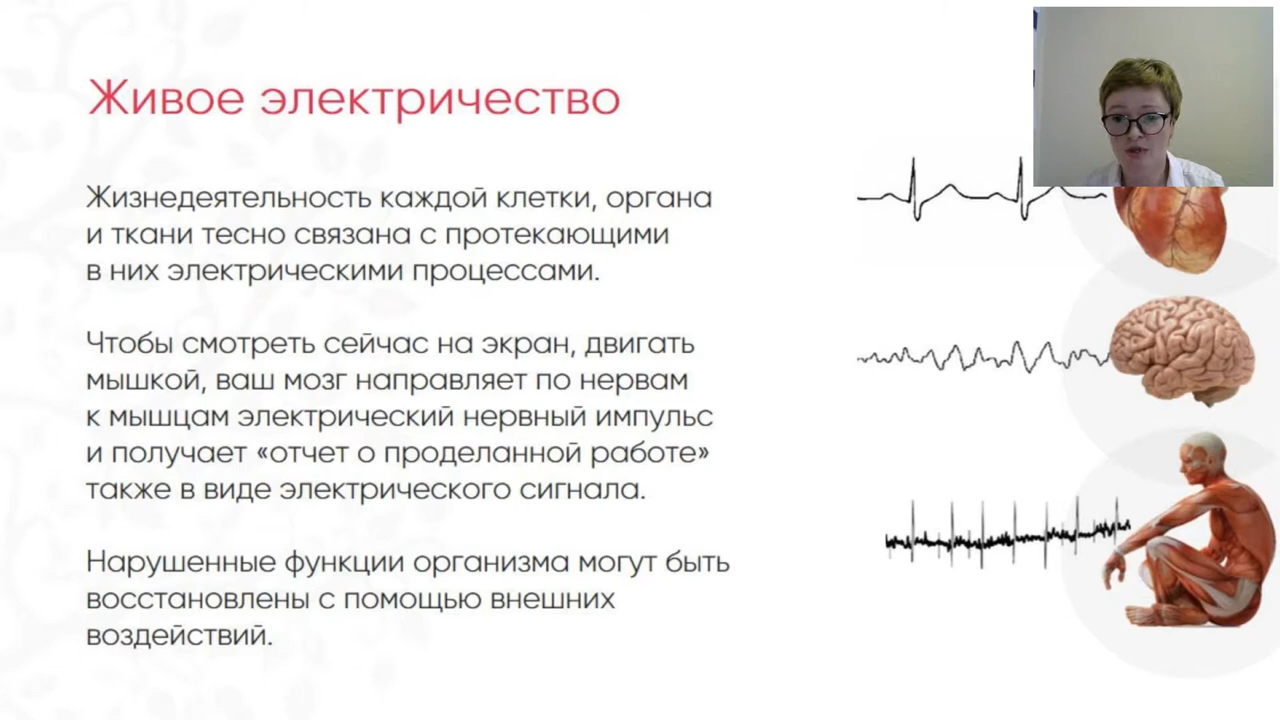 Живое электричество
Жизнедеятельность каждой клетки, органа
и ткани тесно связана с протекающими
в них электрическими процессами.
Чтобы смотреть сейчас на экран, двигать
мышкой, ваш мозг направляет по нервам
к мышцам электрический нервный импульс
и получает «отчет о проделанной работе»
также в виде электрического сигнала.
Нарушенные функции организма могут быть
восстановлены с помощью внешних
воздействий.